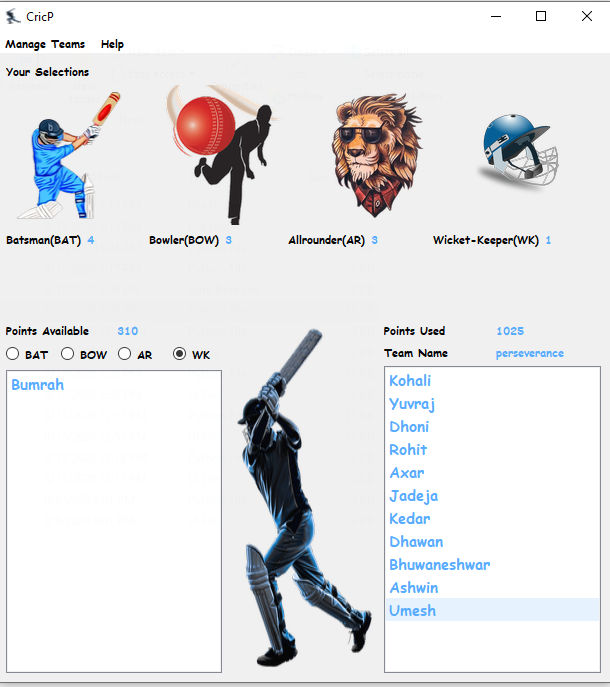 CricP
Manage Teams Help
Your Selections
Batsman(BAT) 4 Bowler(BOW) 3 Allrounder(AR) 3 Wicket-Keeper(WK) 1
Points Available 310 Points Used 1025
BAT BOW AR WK Team Name perseverance
Bumrah
Kohali
Yuvraj
Dhoni
Rohit
Axar
Jadeja
Kedar
Dhawan
Bhuwaneshwar
Ashwin
Umesh